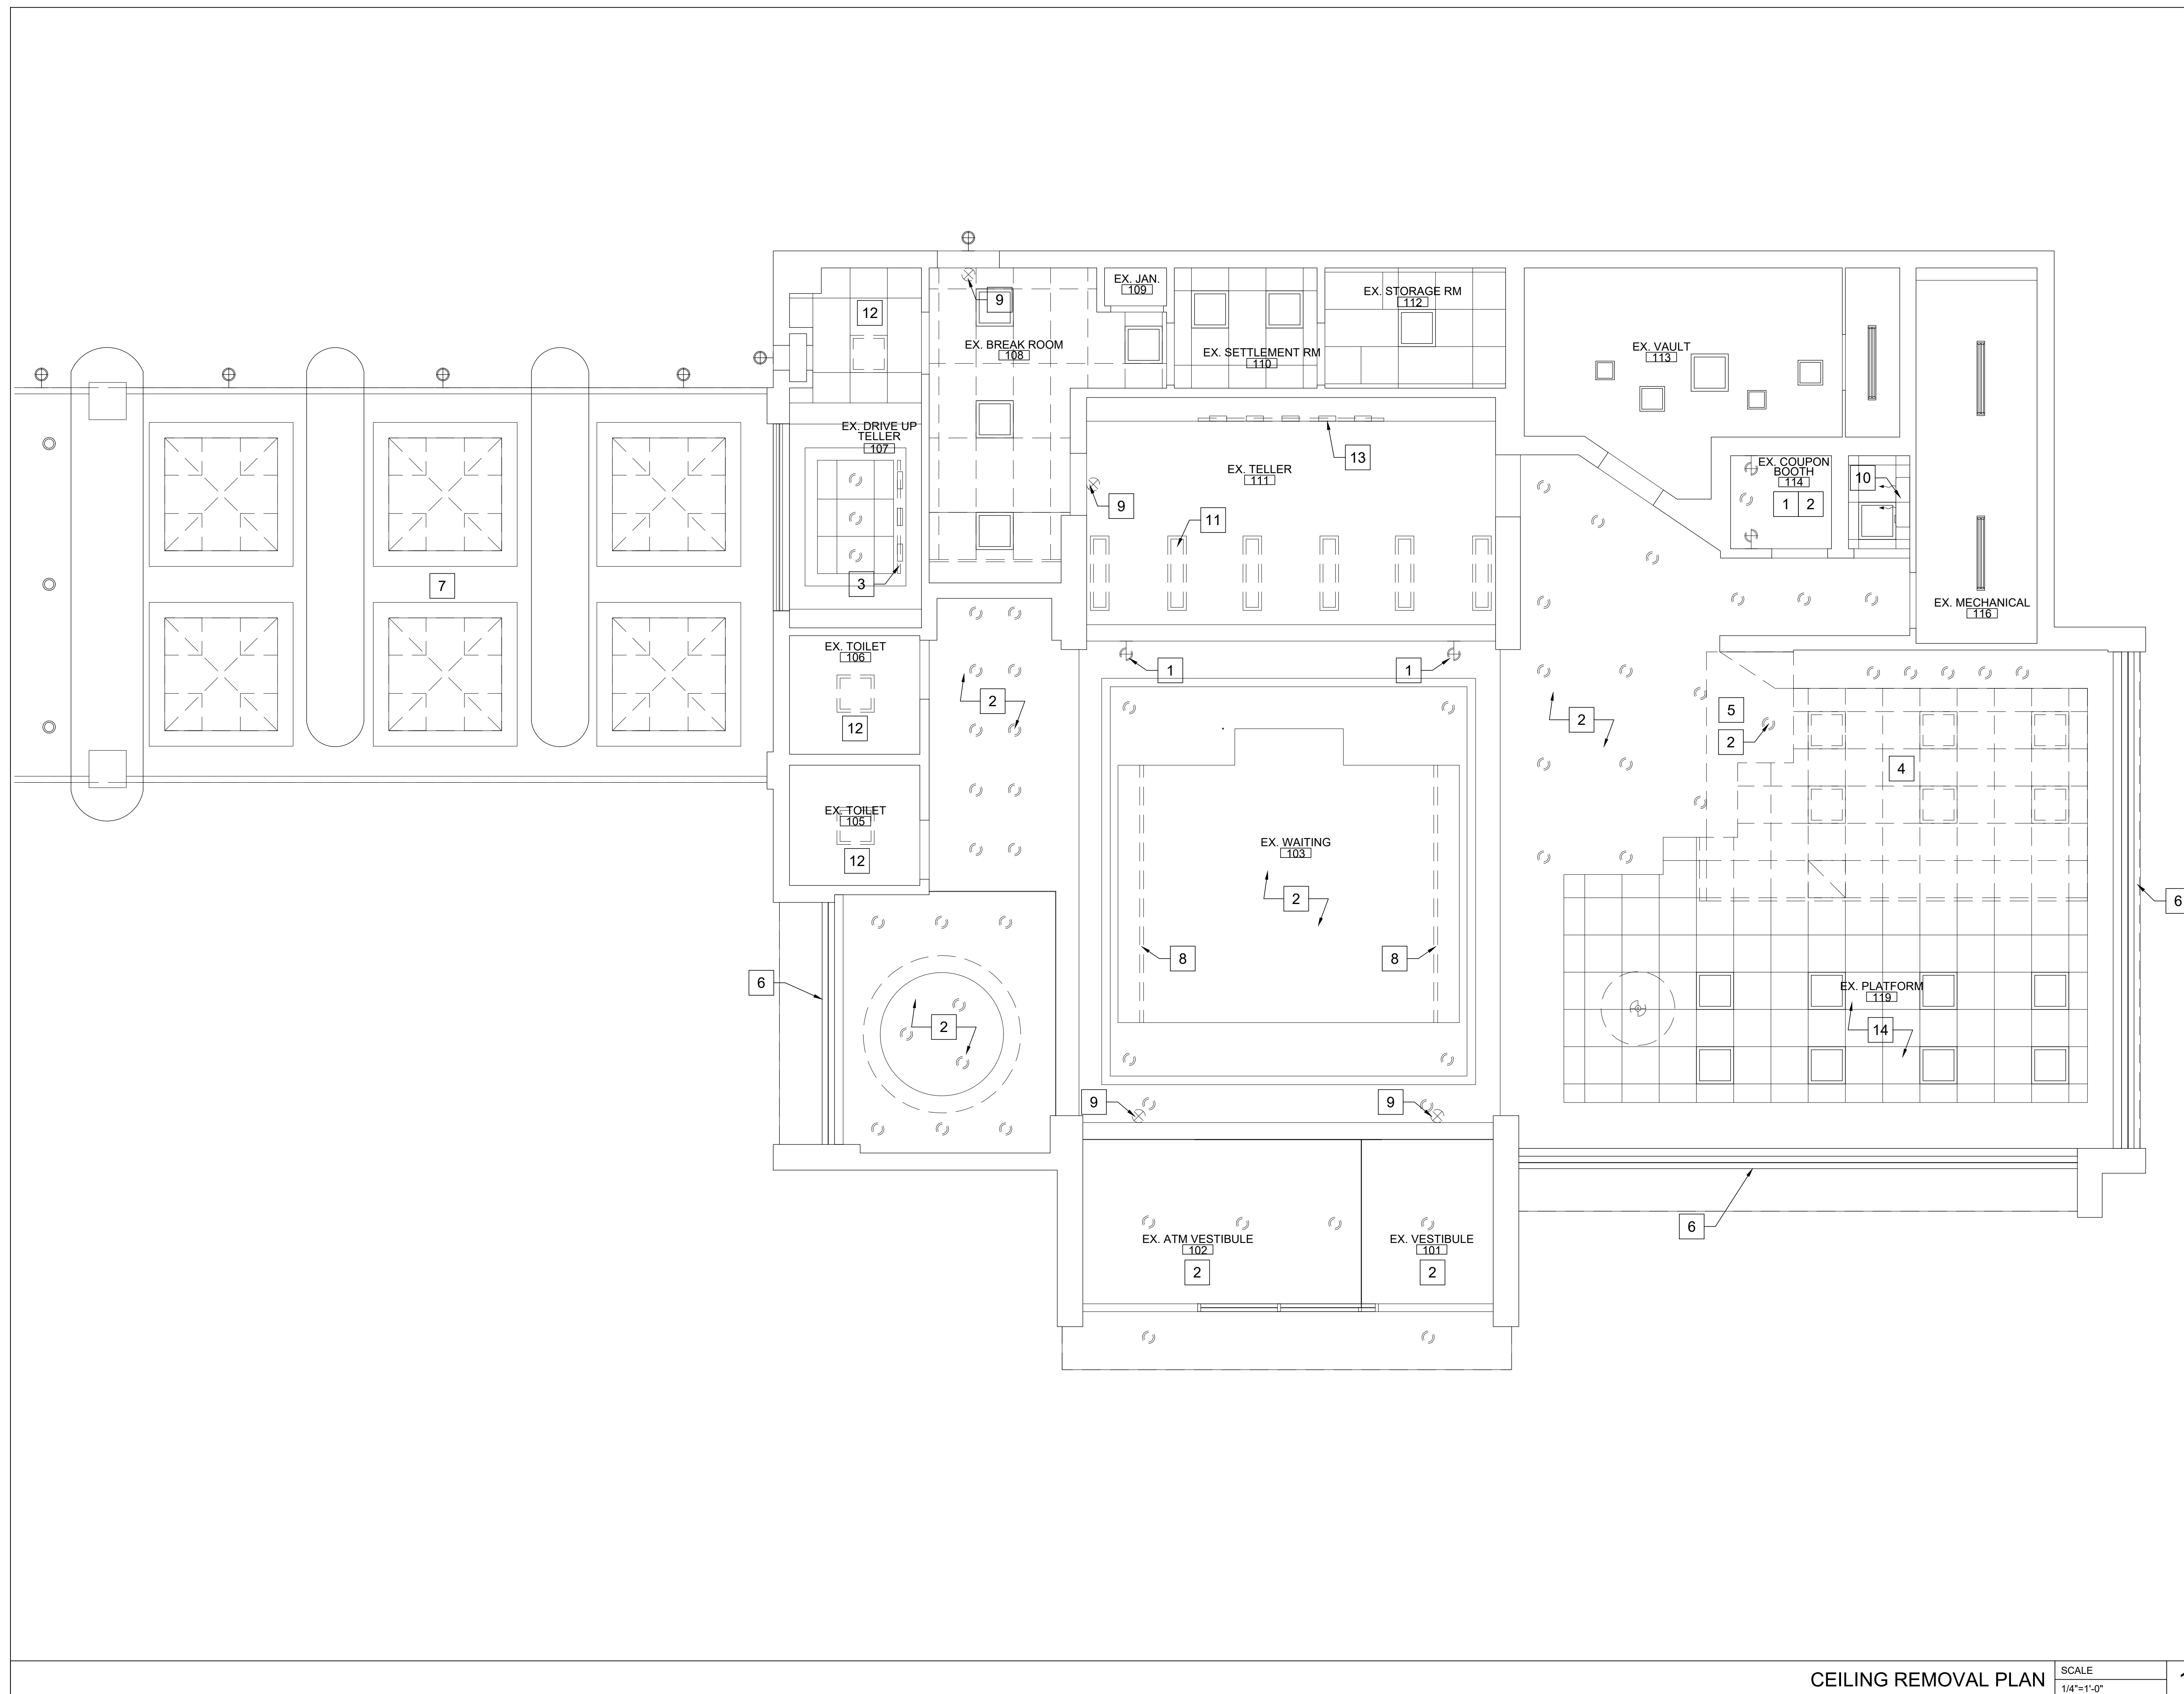 EX. JAN.
109
9
12
EX. STORAGE RM
112
EX. BREAK ROOM
108
EX. SETTLEMENT RM
110
EX. VAULT
113
EX. DRIVE UP
TELLER
107
13
EX. TELLER
111
EX. COUPON
BOOTH
114
10
1 2
9
11
3
7
EX. MECHANICAL
116
EX. TOILET
106
1
1
2
2
5
12
2
4
EX. TOILET
105
12
EX. WAITING
103
2
6
8
8
6
EX. PLATFORM
119
2
14
9
9
6
EX. ATM VESTIBULE
102
2
EX. VESTIBULE
101
2
CEILING REMOVAL PLAN
SCALE
1/4"=1'-0"